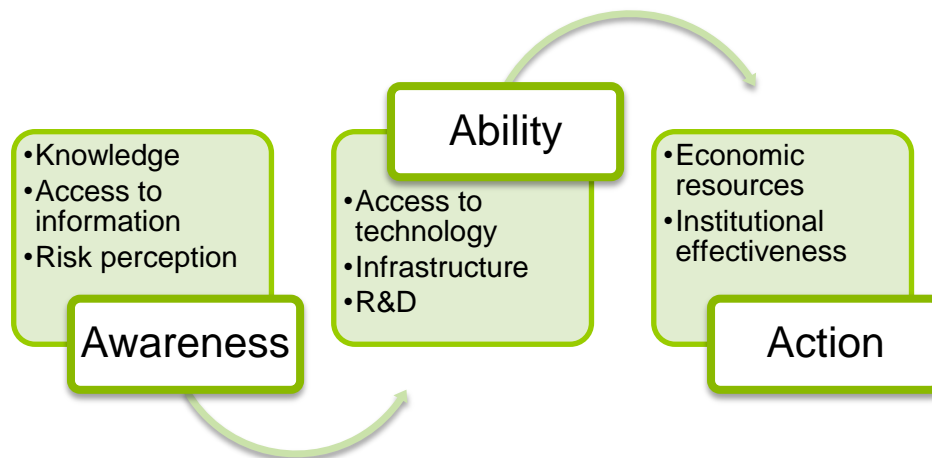 •Knowledge
•Access to
information
•Risk perception
Awareness
Ability
•Access to
technology
•Infrastructure
•R&D
•Economic
resources
•Institutional
effectiveness
Action